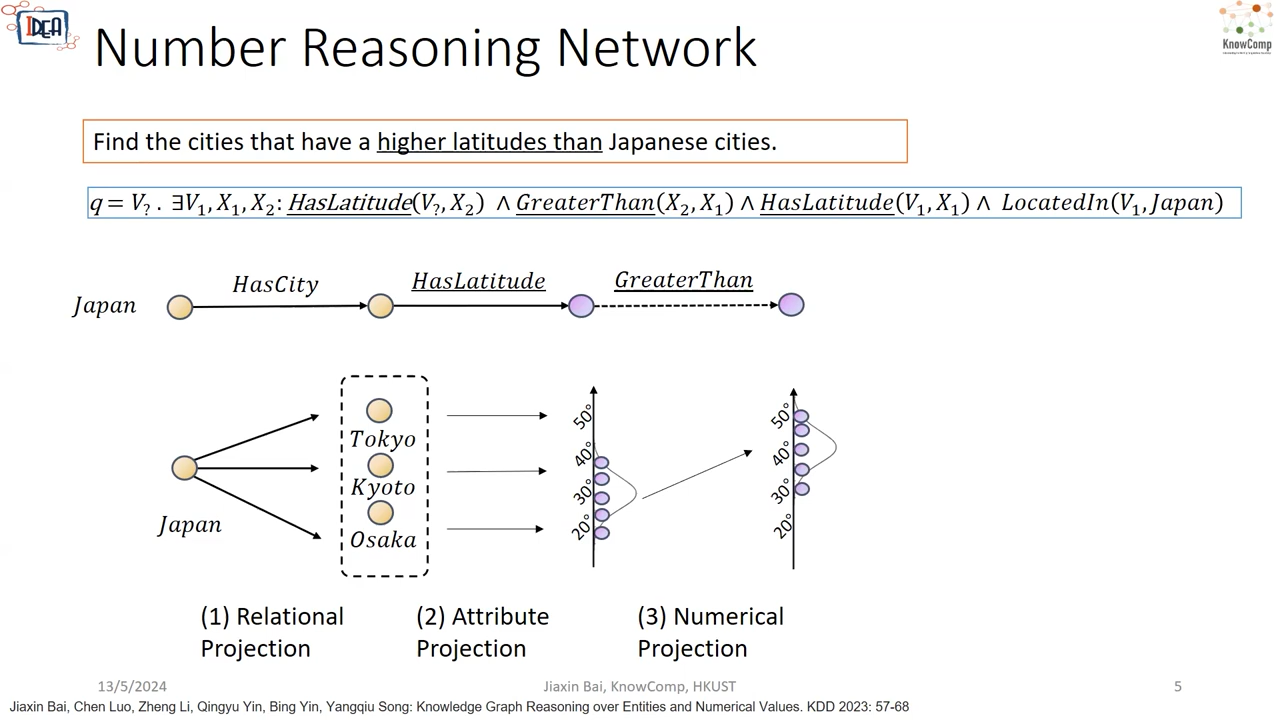 IDEA
Number Reasoning Network
KnowComp
Find the cities that have a higher latitudes than Japanese cities.
q = V? . ∃V₁, X₁, X₂: HasLatitude(V?, X₂) ∧ GreaterThan(X₂, X₁) ∧ HasLatitude(V₁, X₁) ∧ LocatedIn(V₁, Japan)
Japan
HasCity
HasLatitude
GreaterThan
Japan
Tokyo
Kyoto
Osaka
50°
40°
30°
20°
50°
40°
30°
20°
(1) Relational
Projection
(2) Attribute
Projection
(3) Numerical
Projection
13/5/2024
Jiaxin Bai, KnowComp, HKUST
5
Jiaxin Bai, Chen Luo, Zheng Li, Qingyu Yin, Bing Yin, Yangqiu Song: Knowledge Graph Reasoning over Entities and Numerical Values. KDD 2023: 57-68